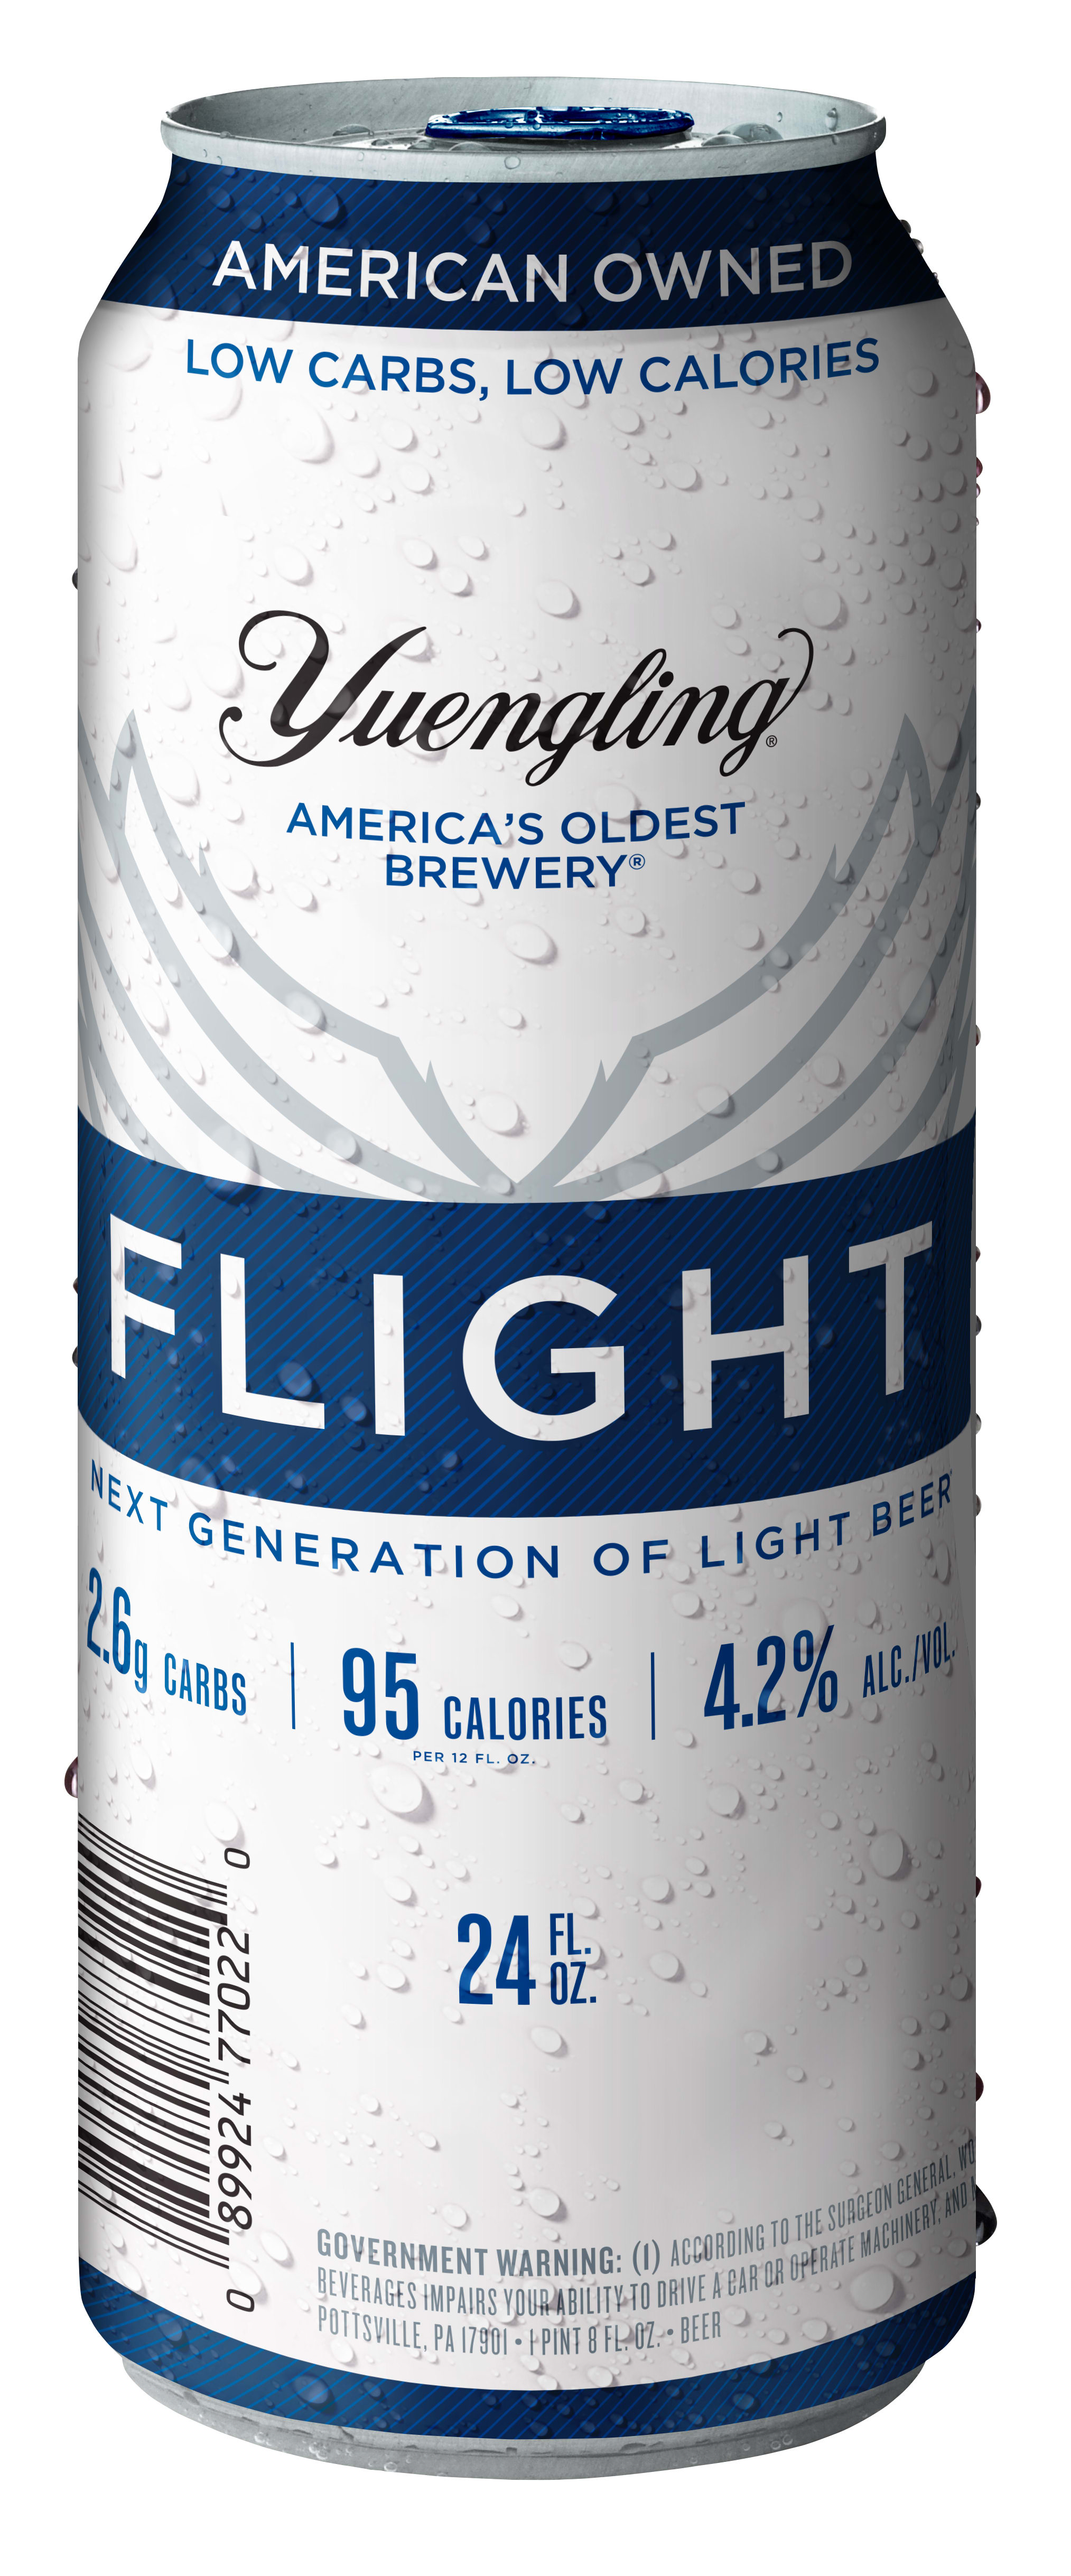 AMERICAN OWNED
LOW CARBS, LOW CALORIES
Yuengling®
AMERICA'S OLDEST
BREWERY®
FLIGHT
NEXT GENERATION OF LIGHT BEER
2.6g CARBS | 95 CALORIES | 4.2% ALC./VOL.
PER 12 FL. OZ.
24 FL. OZ.
0 89924 77022 0
GOVERNMENT WARNING: (1) ACCORDING TO THE SURGEON GENERAL, WO
BEVERAGES IMPAIRS YOUR ABILITY TO DRIVE A CAR OR OPERATE MACHINERY, AND
POTTSVILLE, PA 17901 • 1 PINT 8 FL. OZ. • BEER